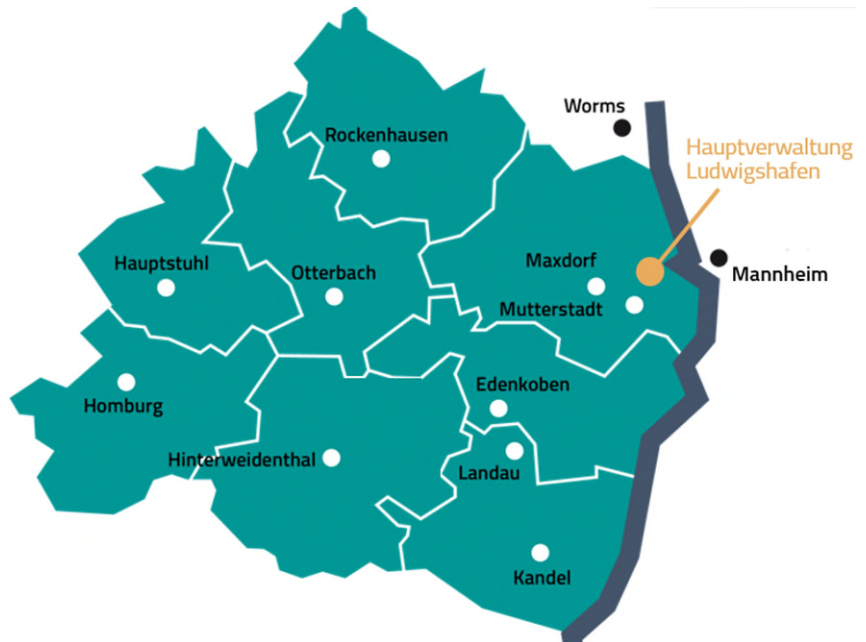 Worms
Rockenhausen
Hauptverwaltung
Ludwigshafen
Hauptstuhl
Otterbach
Maxdorf
Mannheim
Mutterstadt
Edenkoben
Homburg
Hinterweidenthal
Landau
Kandel